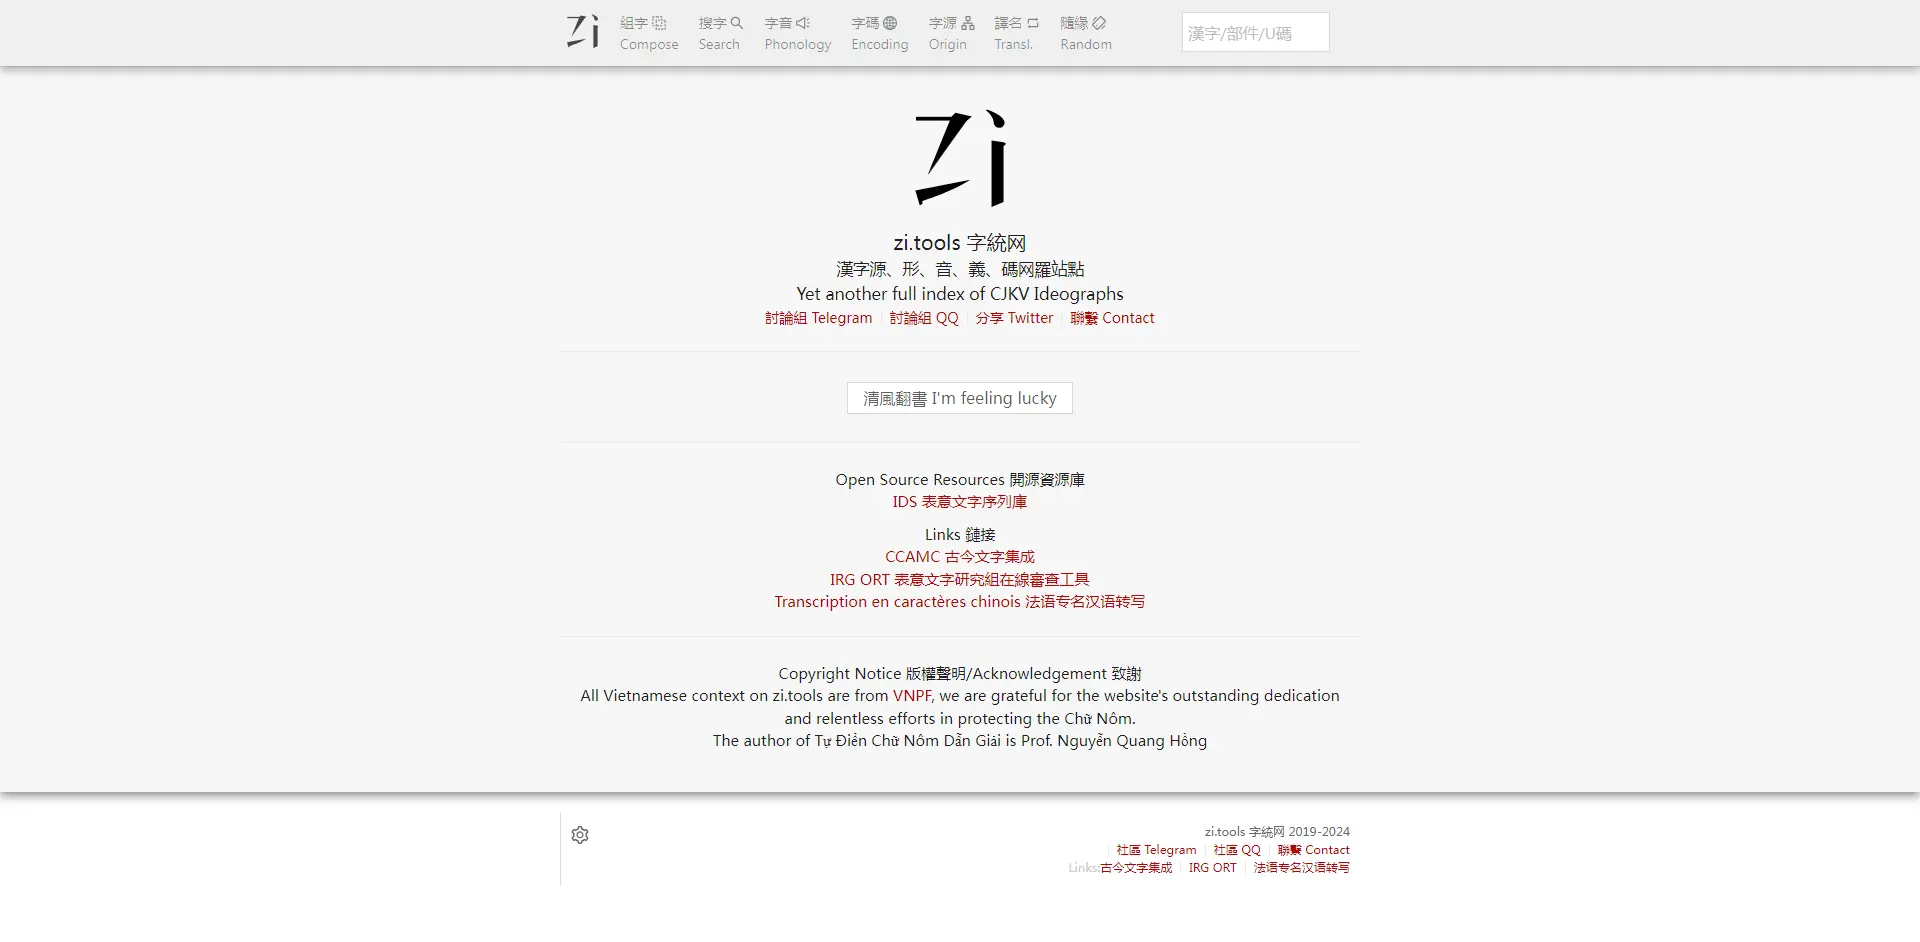 Zi
組字 搜字 字音 字碼 字源 譯名 隨緣
Compose Search Phonology Encoding Origin Transl. Random
漢字/部件/U碼
Zi
zi.tools 字統网
漢字源、形、音、義、碼网羅站點
Yet another full index of CJKV Ideographs
討論組 Telegram 討論組 QQ 分享 Twitter 聯繫 Contact
清風翻書 I'm feeling lucky
Open Source Resources 開源資源庫
IDS 表意文字序列庫
Links 鏈接
CCAMC 古今文字集成
IRG ORT 表意文字研究組在線審查工具
Transcription en caractères chinois 法语专名汉语转写
Copyright Notice 版權聲明/Acknowledgement 致謝
All Vietnamese context on zi.tools are from VNPF, we are grateful for the website's outstanding dedication
and relentless efforts in protecting the Chữ Nôm.
The author of Tự Điển Chữ Nôm Dẫn Giải is Prof. Nguyễn Quang Hồng
zi.tools 字統网 2019-2024
社區 Telegram 社區 QQ 聯繫 Contact
Links:古今文字集成 IRG ORT 法语专名汉语转写